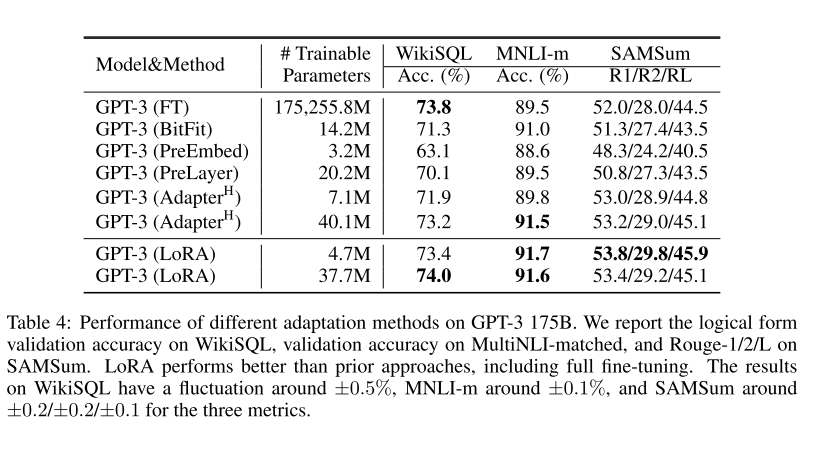 Model&Method # Trainable Parameters WikiSQL Acc. (%) MNLI-m Acc. (%) SAMSum R1/R2/RL
GPT-3 (FT) 175,255.8M 73.8 89.5 52.0/28.0/44.5
GPT-3 (BitFit) 14.2M 71.3 91.0 51.3/27.4/43.5
GPT-3 (PreEmbed) 3.2M 63.1 88.6 48.3/24.2/40.5
GPT-3 (PreLayer) 20.2M 70.1 89.5 50.8/27.3/43.5
GPT-3 (Adapterᴴ) 7.1M 71.9 89.8 53.0/28.9/44.8
GPT-3 (Adapterᴴ) 40.1M 73.2 91.5 53.2/29.0/45.1
GPT-3 (LoRA) 4.7M 73.4 91.7 53.8/29.8/45.9
GPT-3 (LoRA) 37.7M 74.0 91.6 53.4/29.2/45.1
Table 4: Performance of different adaptation methods on GPT-3 175B. We report the logical form
validation accuracy on WikiSQL, validation accuracy on MultiNLI-matched, and Rouge-1/2/L on
SAMSum. LoRA performs better than prior approaches, including full fine-tuning. The results
on WikiSQL have a fluctuation around ±0.5%, MNLI-m around ±0.1%, and SAMSum around
±0.2/±0.2/±0.1 for the three metrics.